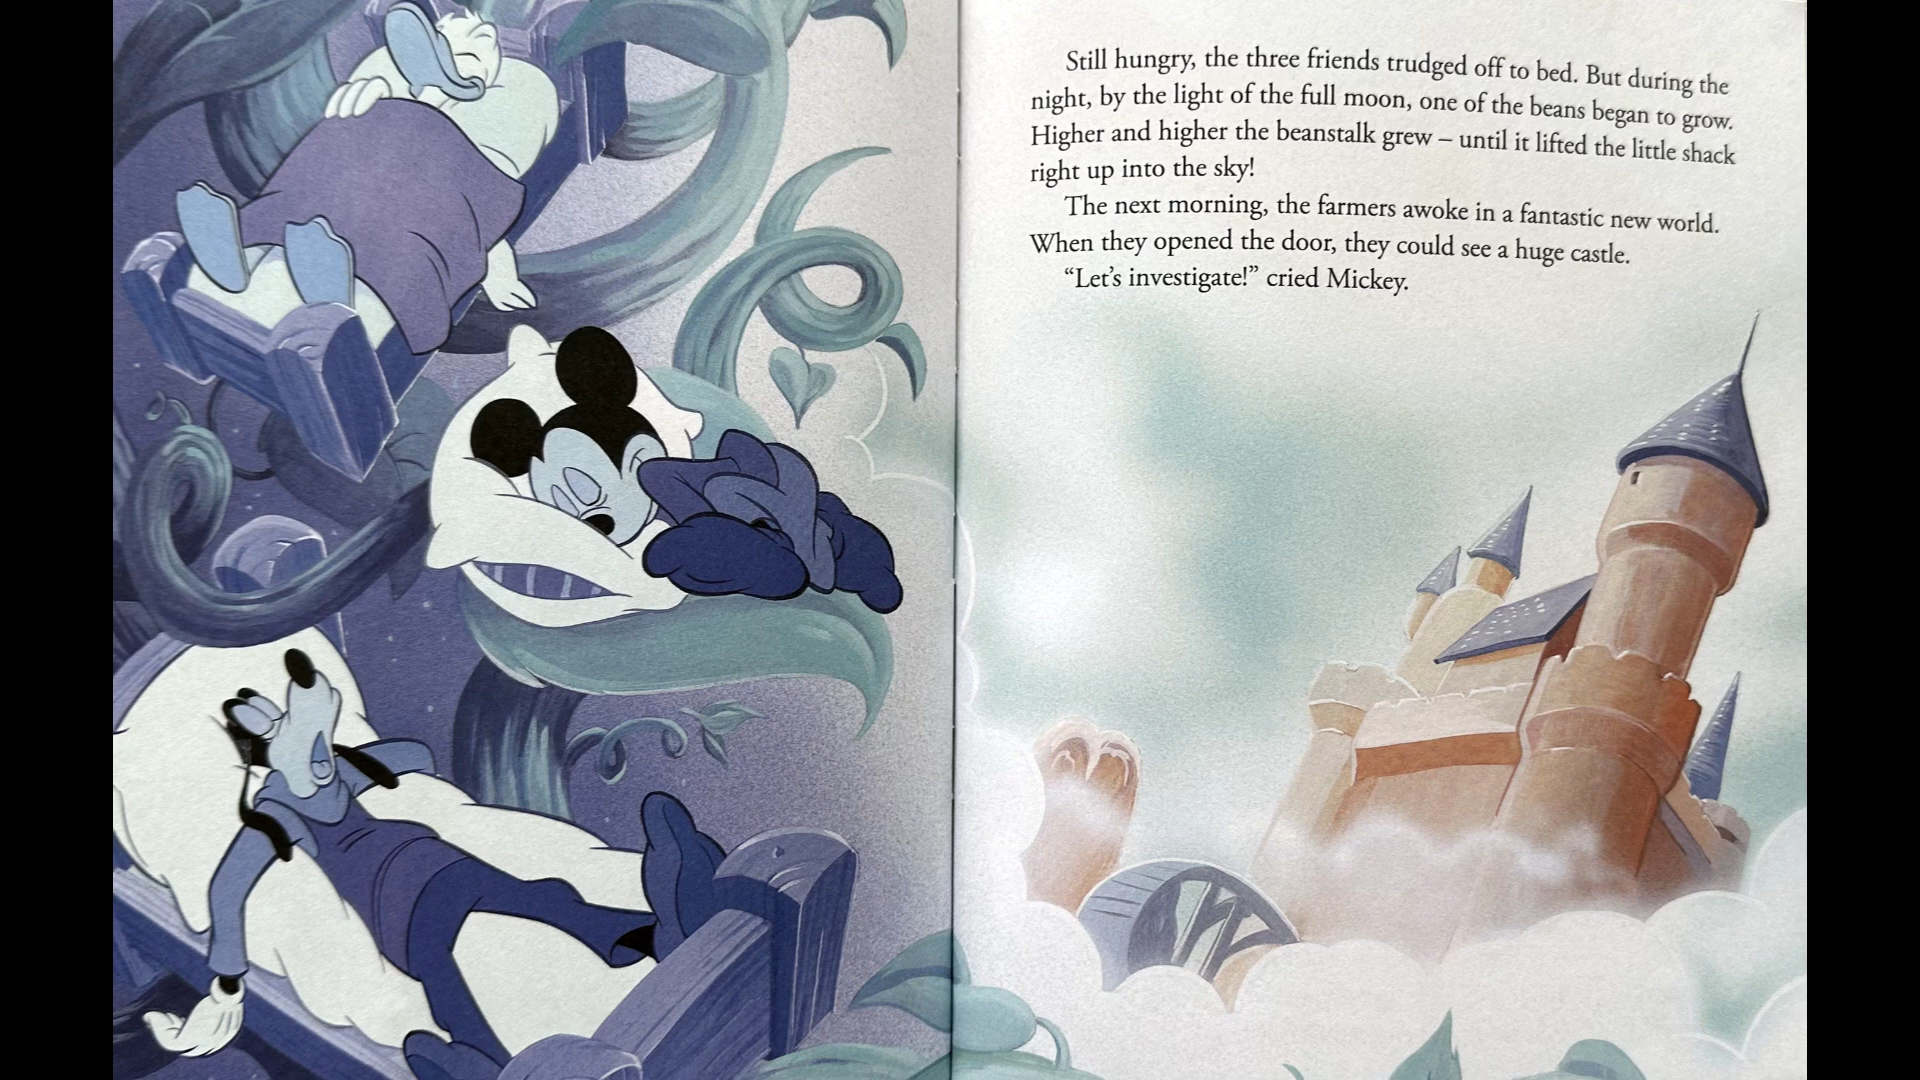 Still hungry, the three friends trudged off to bed. But during the
night, by the light of the full moon, one of the beans began to grow.
Higher and higher the beanstalk grew – until it lifted the little shack
right up into the sky!
The next morning, the farmers awoke in a fantastic new world.
When they opened the door, they could see a huge castle.
“Let’s investigate!” cried Mickey.